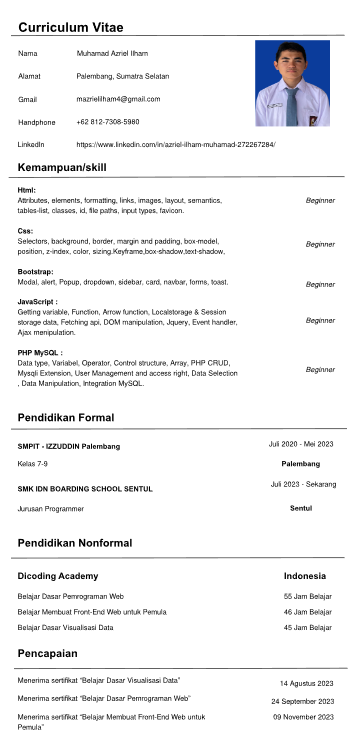 Curriculum Vitae
Nama Muhamad Azriel Ilham
Alamat Palembang, Sumatra Selatan
Gmail mazrielilham4@gmail.com
Handphone +62 812-7308-5980
LinkedIn https://www.linkedin.com/in/azriel-ilham-muhamad-272267284/
Kemampuan/skill
Html:
Attributes, elements, formatting, links, images, layout, semantics, Beginner
tables-list, classes, id, file paths, input types, favicon.
Css:
Selectors, background, border, margin and padding, box-model, Beginner
position, z-index, color, sizing.Keyframe,box-shadow,text-shadow,
Bootstrap:
Modal, alert, Popup, dropdown, sidebar, card, navbar, forms, toast. Beginner
JavaScript :
Getting variable, Function, Arrow function, Localstorage & Session
storage data, Fetching api, DOM manipulation, Jquery, Event handler, Beginner
Ajax menipulation.
PHP MySQL :
Data type, Variabel, Operator, Control structure, Array, PHP CRUD,
Mysqli Extension, User Management and access right, Data Selection Beginner
, Data Manipulation, Integration MySQL.
Pendidikan Formal
SMPIT - IZZUDDIN Palembang Juli 2020 - Mei 2023
Kelas 7-9 Palembang
SMK IDN BOARDING SCHOOL SENTUL Juli 2023 - Sekarang
Jurusan Programmer Sentul
Pendidikan Nonformal
Dicoding Academy Indonesia
Belajar Dasar Pemrograman Web 55 Jam Belajar
Belajar Membuat Front-End Web untuk Pemula 46 Jam Belajar
Belajar Dasar Visualisasi Data 45 Jam Belajar
Pencapaian
Menerima sertifikat “Belajar Dasar Visualisasi Data” 14 Agustus 2023
Menerima sertifikat “Belajar Dasar Pemrograman Web” 24 September 2023
Menerima sertifikat “Belajar Membuat Front-End Web untuk 09 November 2023
Pemula”